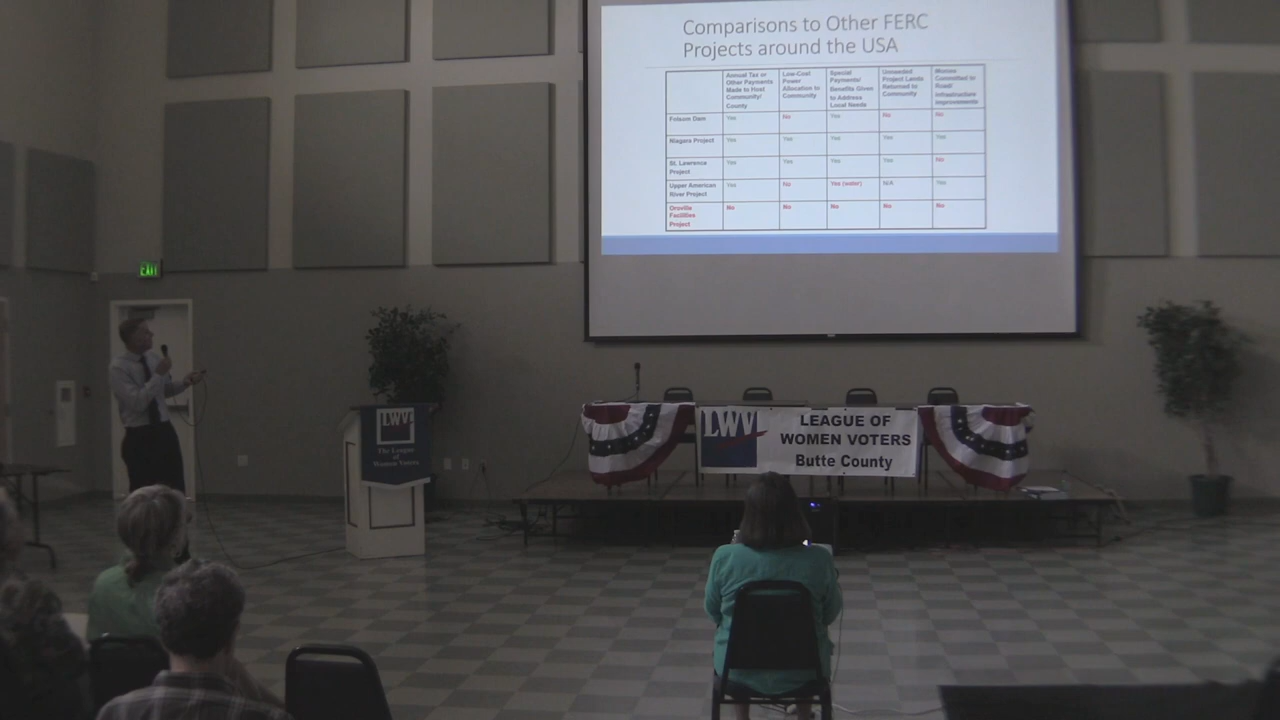 Comparisons to Other FERC
Projects around the USA
Annual Tax or
Other Payments
Made to Host
Community/
County
Low-Cost
Power
Allocation to
Community
Special
Payments/
Benefits Given
to Address
Local Needs
Unneeded
Project Lands
Returned to
Community
Monies
Committed to
Road/
Infrastructure
Improvements
Folsom Dam Yes No Yes No No
Niagara Project Yes Yes Yes Yes Yes
St. Lawrence
Project Yes Yes Yes Yes No
Upper American
River Project Yes No Yes (water) N/A Yes
Oroville
Facilities
Project No No No No No
EXIT
LWV
The League
of
Women Voters
LWV
LEAGUE OF
WOMEN VOTERS
Butte County